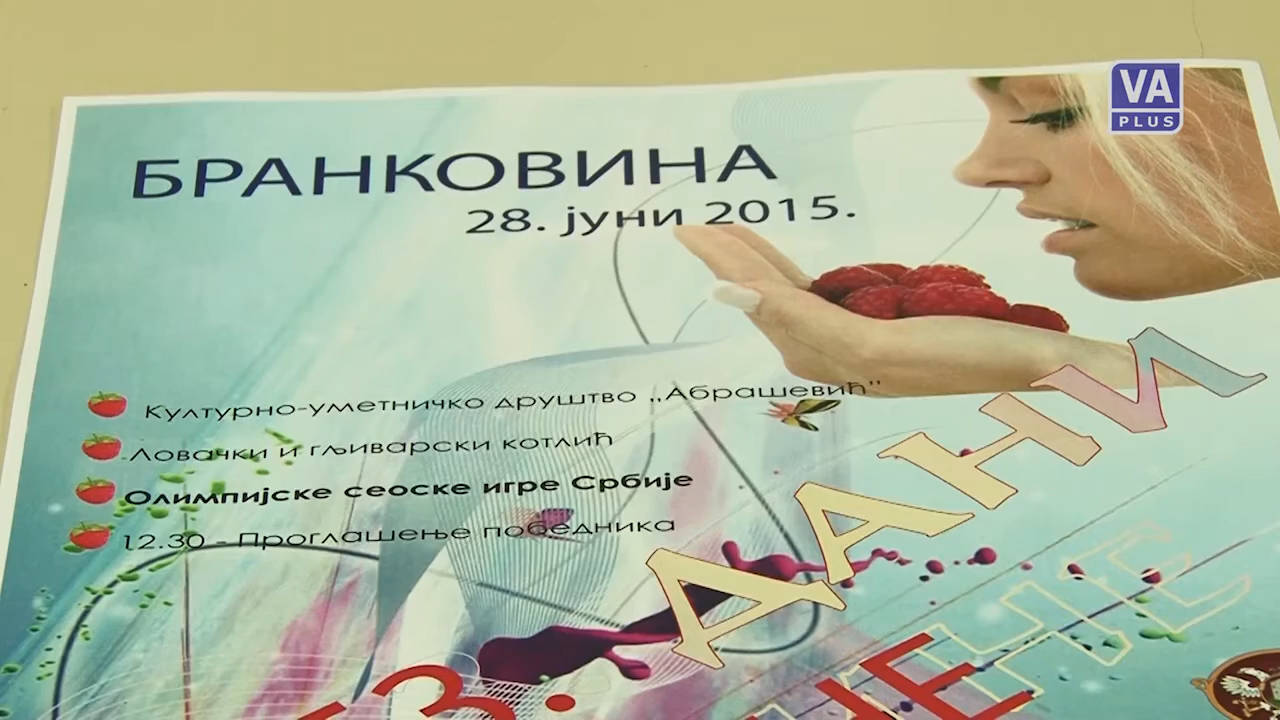 VA
PLUS
БРАНКОВИНА
28. јуни 2015.
Културно-уметничко друштво ,,Абрашевић''
Ловачки и гљиварски котлић
Олимпијске сеоске игре Србије
12.30 - Проглашење победника
ДАНИ